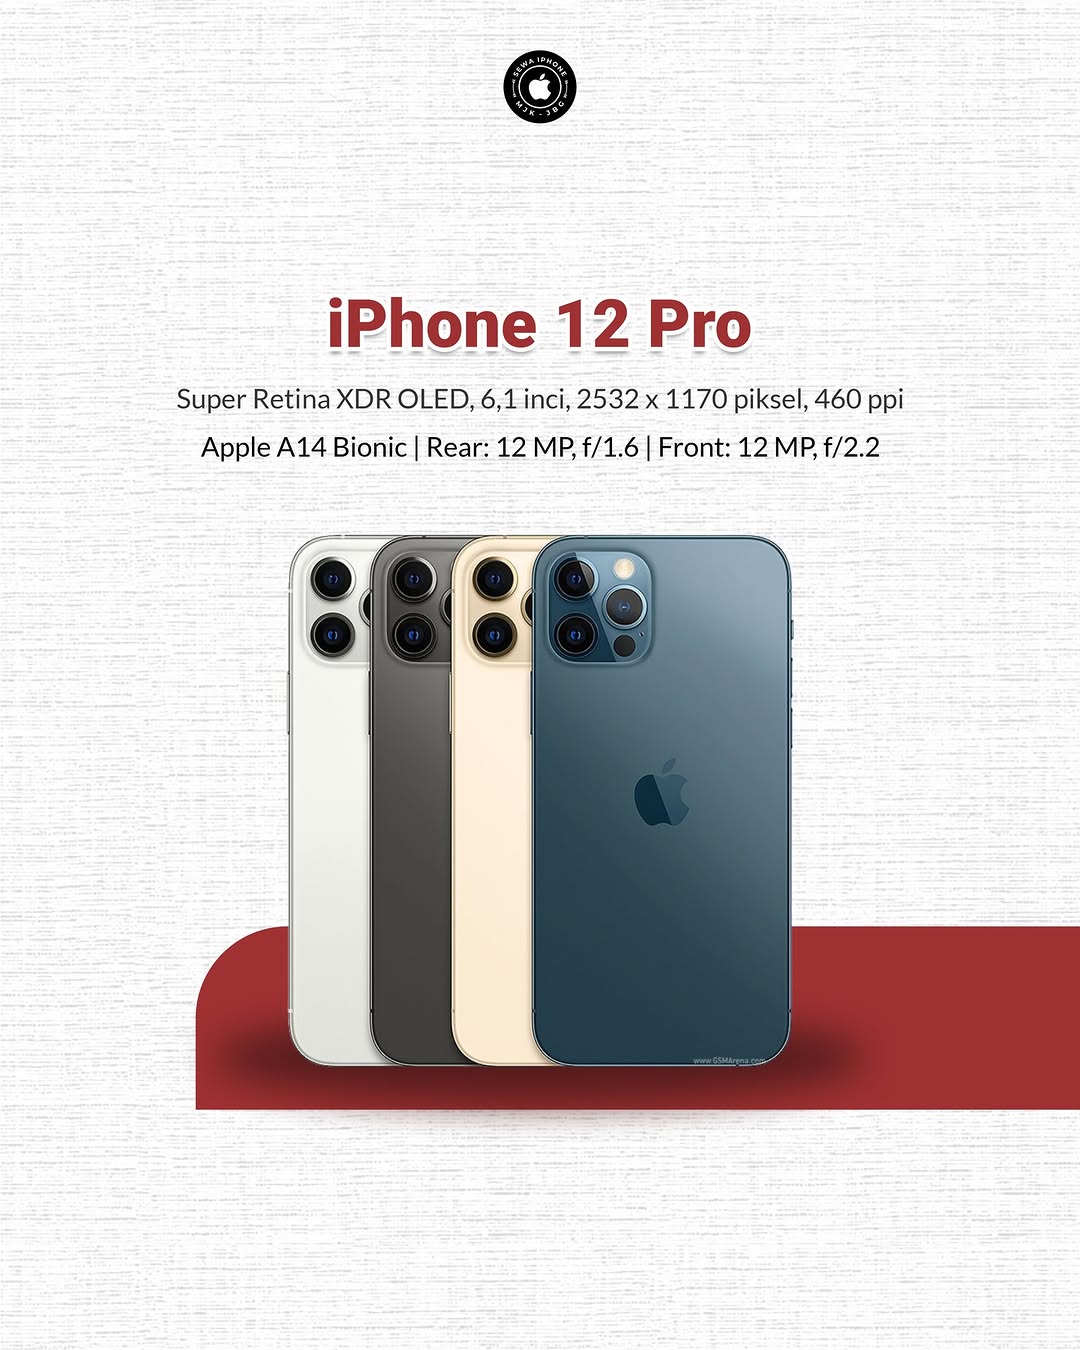 SEWA IPHONE
MJK - JBG
iPhone 12 Pro
Super Retina XDR OLED, 6,1 inci, 2532 x 1170 piksel, 460 ppi
Apple A14 Bionic | Rear: 12 MP, f/1.6 | Front: 12 MP, f/2.2
www.GSMArena.com